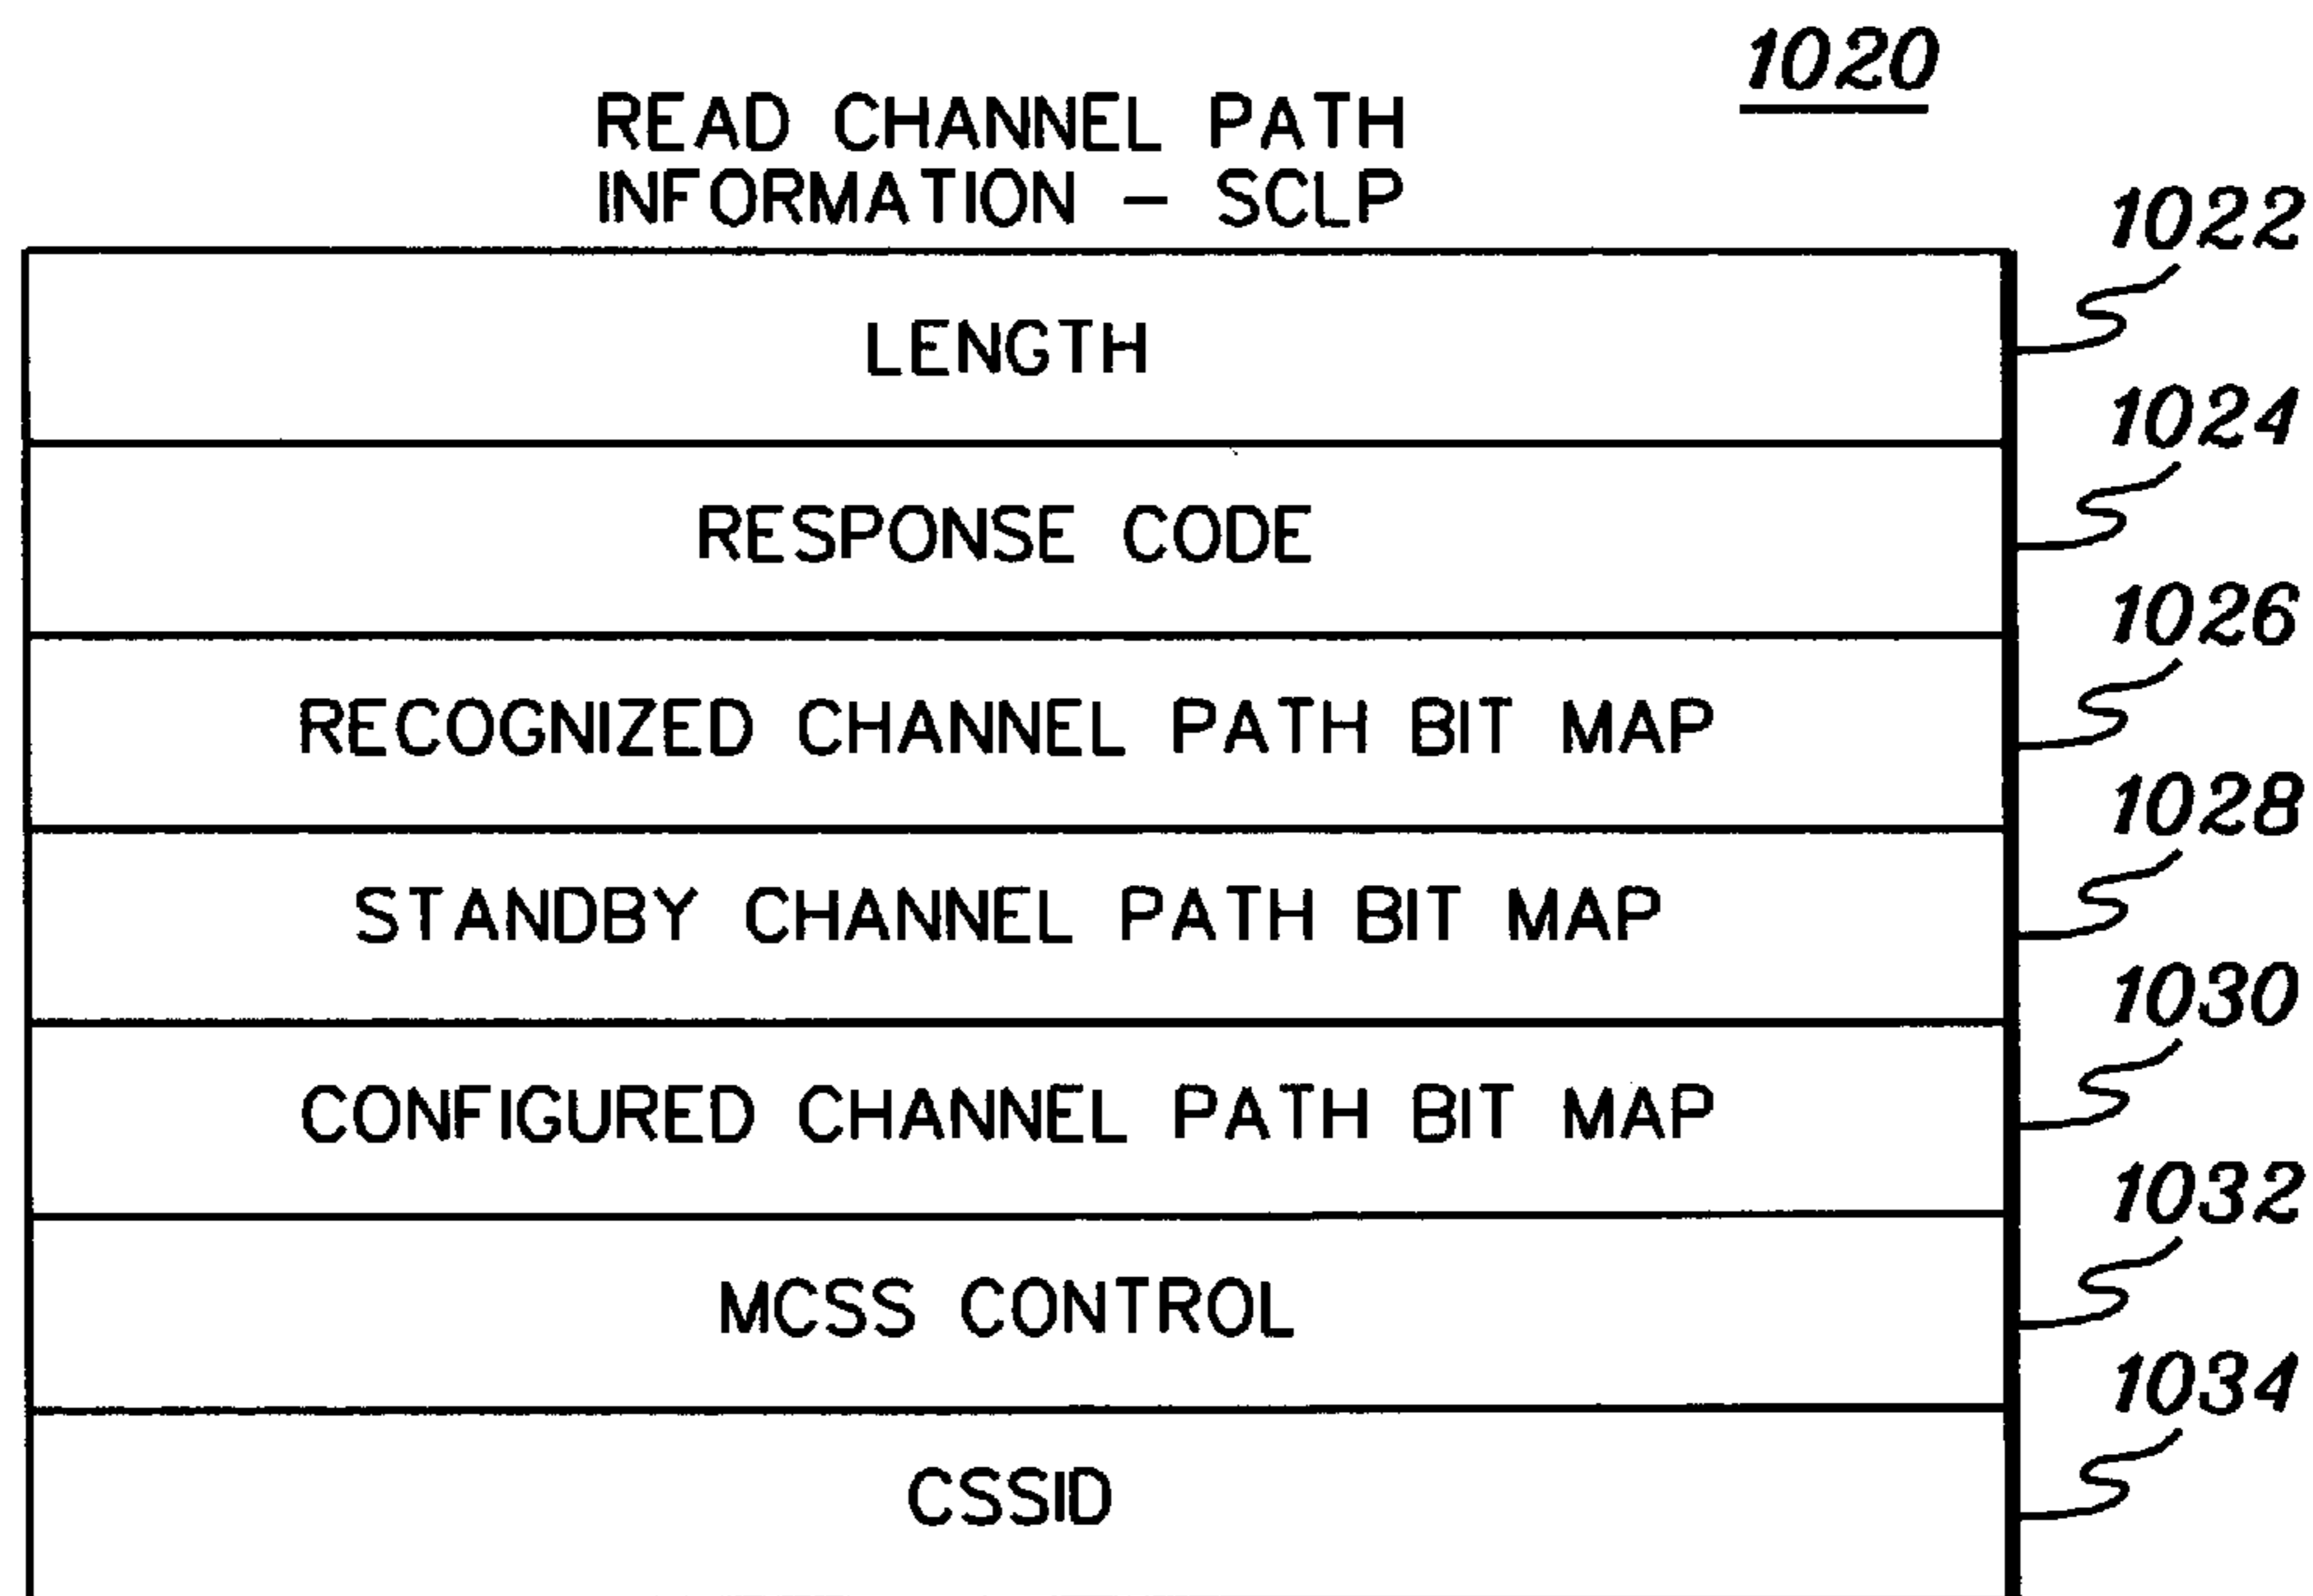 1020
READ CHANNEL PATH
INFORMATION – SCLP
1022
LENGTH
1024
RESPONSE CODE
1026
RECOGNIZED CHANNEL PATH BIT MAP
1028
STANDBY CHANNEL PATH BIT MAP
1030
CONFIGURED CHANNEL PATH BIT MAP
1032
MCSS CONTROL
1034
CSSID